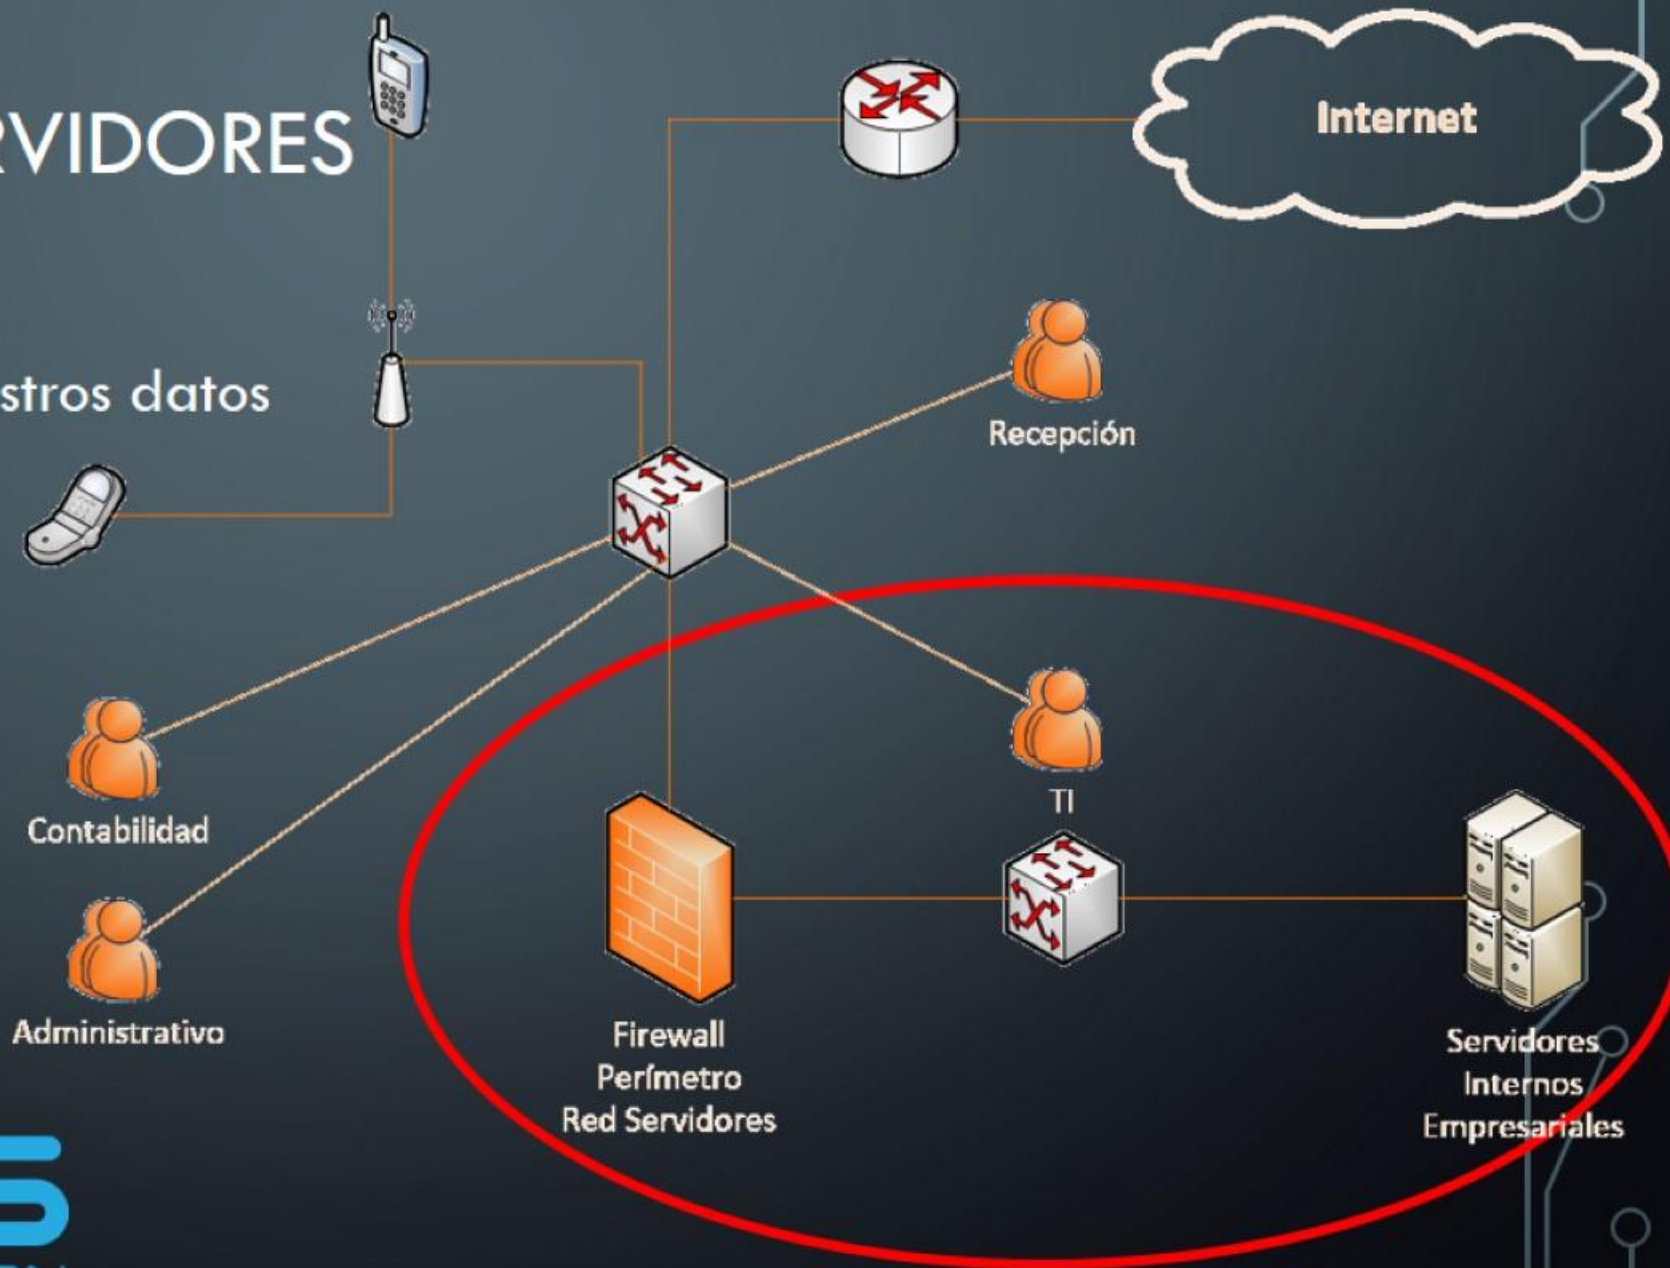 RVIDORES
Internet
stros datos
Recepción
TI
Contabilidad
Administrativo
Firewall
Perímetro
Red Servidores
Servidores
Internos
Empresariales